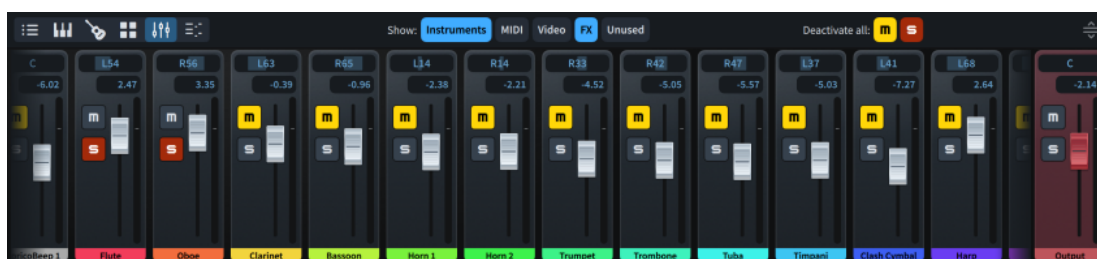 Show: Instruments MIDI Video FX Unused Deactivate all: m S
C L54 R56 L63 R65 L14 R14 R33 R42 R47 L37 L41 L68 C
-6.02 2.47 3.35 -0.39 -0.96 -2.38 -2.21 -4.52 -5.05 -5.57 -5.03 -7.27 2.64 -2.14
m m m m m m m m m m m m m m
S S S S S S S S S S S S S S
Flute Oboe Clarinet Bassoon Horn 1 Horn 2 Trumpet Trombone Tuba Timpani Clash Cymbal Harp Output